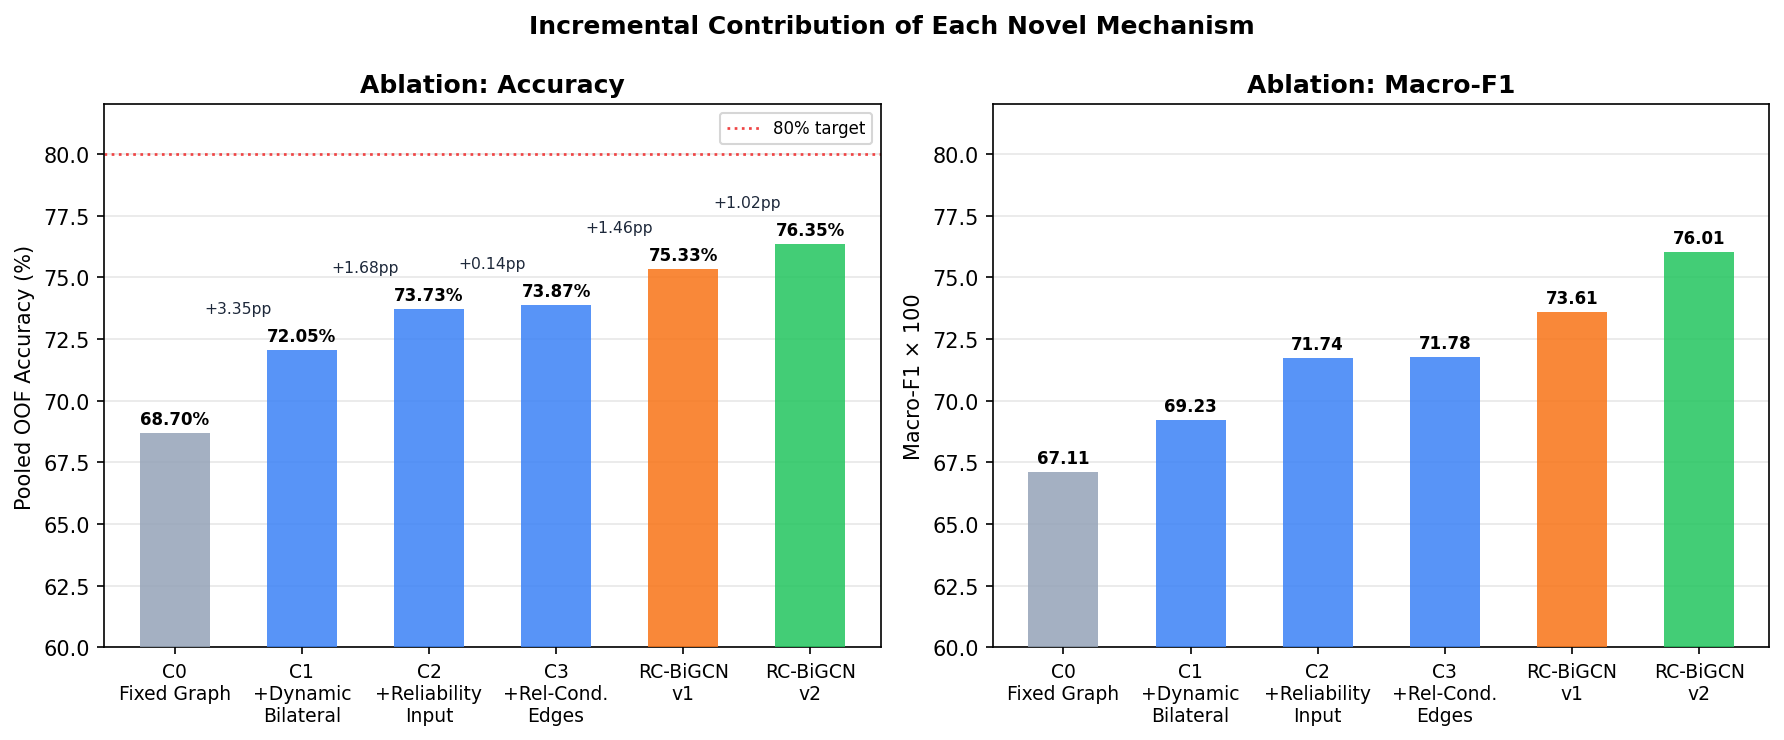 Incremental Contribution of Each Novel Mechanism
Ablation: Accuracy
80% target
Pooled OOF Accuracy (%)
80.0
77.5
75.0
72.5
70.0
67.5
65.0
62.5
60.0
68.70%
+3.35pp
72.05%
+1.68pp
73.73%
+0.14pp
73.87%
+1.46pp
75.33%
+1.02pp
76.35%
C0
Fixed Graph
C1
+Dynamic
Bilateral
C2
+Reliability
Input
C3
+Rel-Cond.
Edges
RC-BiGCN
v1
RC-BiGCN
v2
Ablation: Macro-F1
Macro-F1 × 100
80.0
77.5
75.0
72.5
70.0
67.5
65.0
62.5
60.0
67.11
69.23
71.74
71.78
73.61
76.01
C0
Fixed Graph
C1
+Dynamic
Bilateral
C2
+Reliability
Input
C3
+Rel-Cond.
Edges
RC-BiGCN
v1
RC-BiGCN
v2